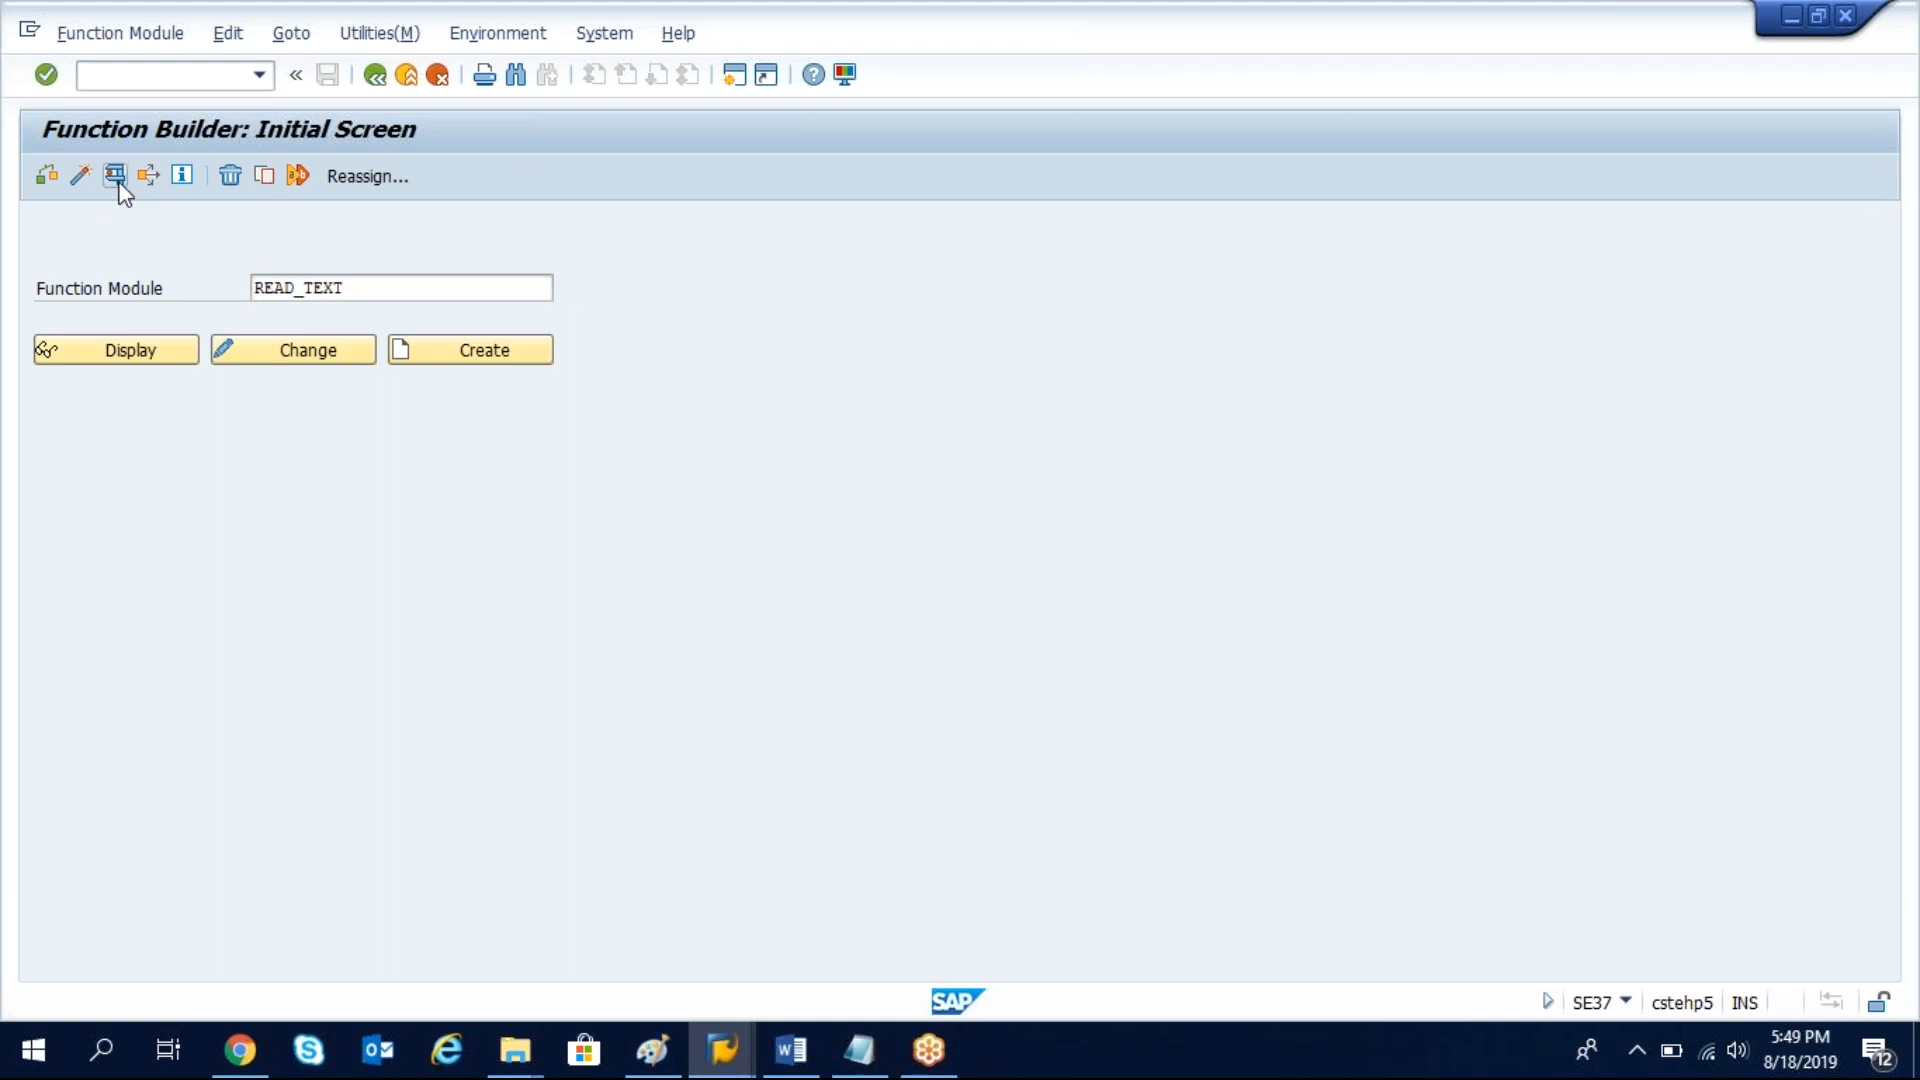 Function Module Edit Goto Utilities(M) Environment System Help
Function Builder: Initial Screen
Reassign...
Function Module READ_TEXT
Display Change Create
SAP SE37 cstehp5 INS
5:49 PM
8/18/2019 12